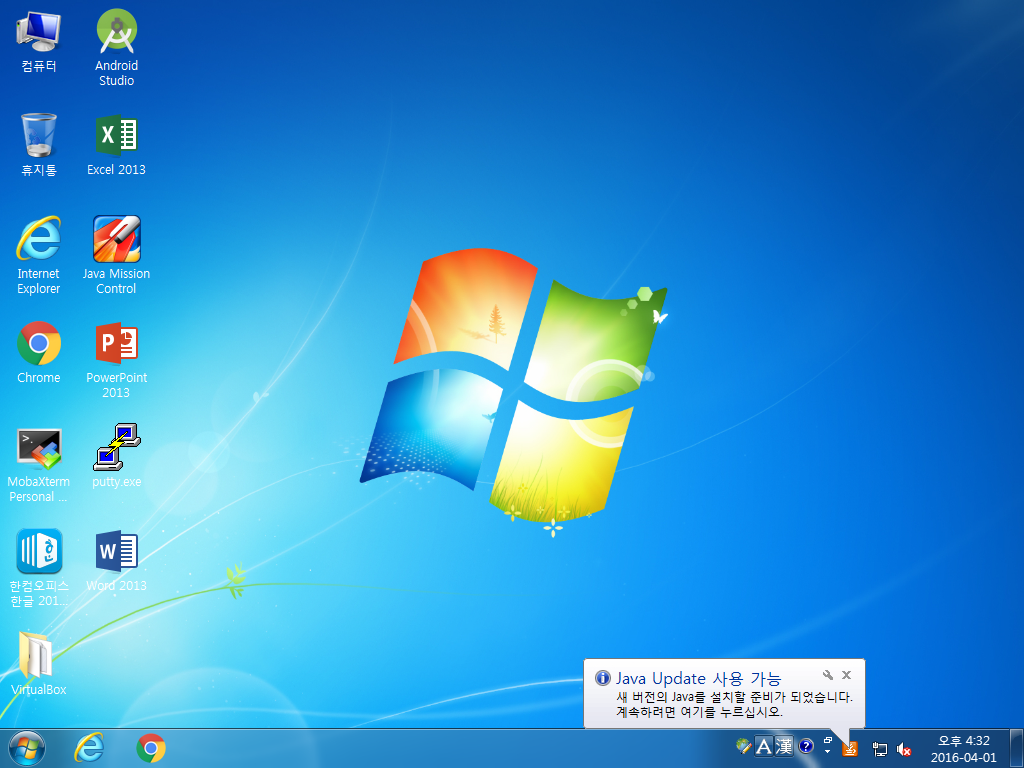 컴퓨터
Android
Studio
휴지통
Excel 2013
Internet
Explorer
Java Mission
Control
Chrome
PowerPoint
2013
MobaXterm
Personal ...
putty.exe
한컴오피스
한글 201...
Word 2013
VirtualBox
Java Update 사용 가능
새 버전의 Java를 설치할 준비가 되었습니다.
계속하려면 여기를 누르십시오.
A 漢
오후 4:32
2016-04-01